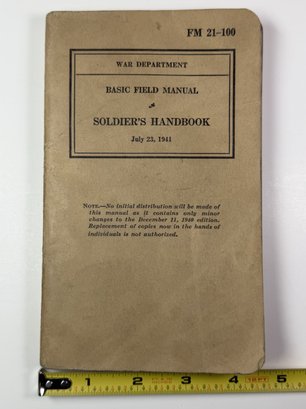 FM 21-100
WAR DEPARTMENT
BASIC FIELD MANUAL
SOLDIER'S HANDBOOK
July 23, 1941
NOTE.—No initial distribution will be made of
this manual as it contains only minor
changes to the December 11, 1940 edition.
Replacement of copies now in the hands of
individuals is not authorized.
1 2 3 4 5